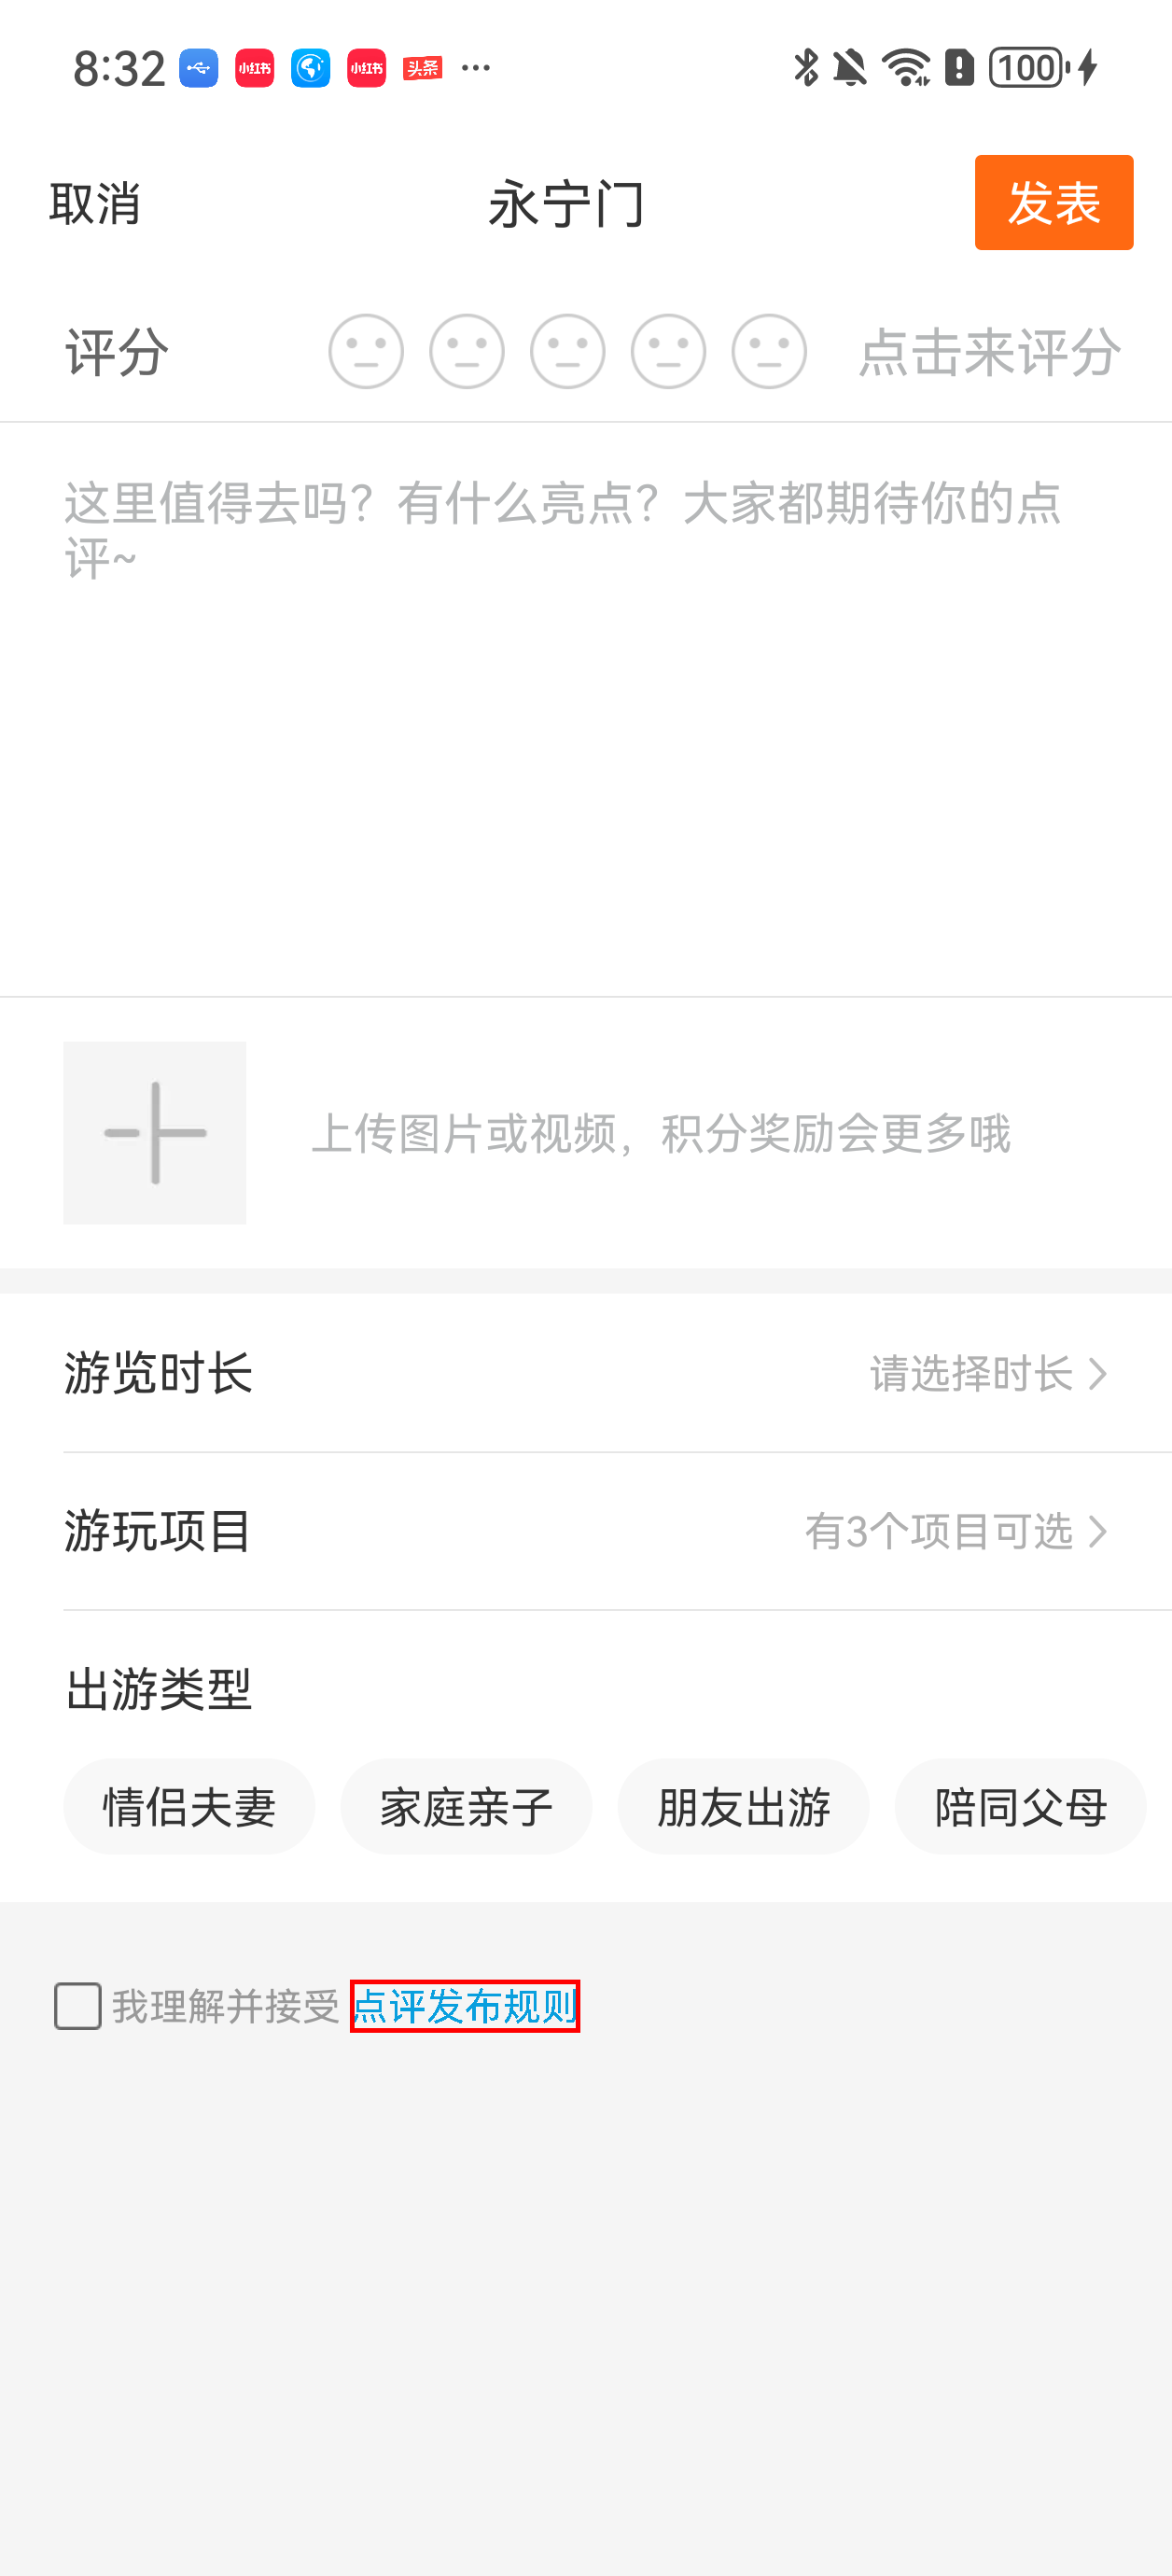 8:32 小红书 小红书 头条 ... 100
取消 永宁门 发表
评分 点击来评分
这里值得去吗？有什么亮点？大家都期待你的点
评~
上传图片或视频，积分奖励会更多哦
游览时长 请选择时长
游玩项目 有3个项目可选
出游类型
情侣夫妻 家庭亲子 朋友出游 陪同父母
我理解并接受 点评发布规则